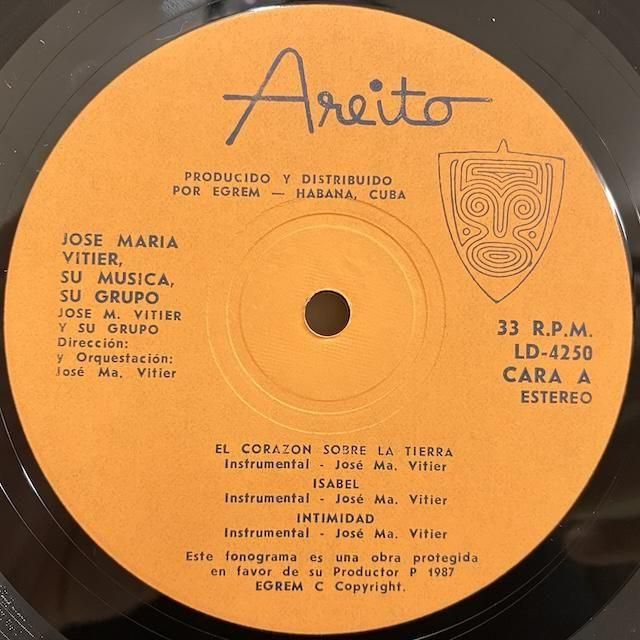 Areito
PRODUCIDO Y DISTRIBUIDO
POR EGREM — HABANA, CUBA
JOSE MARIA
VITIER,
SU MUSICA,
SU GRUPO
JOSE M. VITIER
Y SU GRUPO
Dirección:
y Orquestación:
José Ma. Vitier
33 R.P.M.
LD-4250
CARA A
ESTEREO
EL CORAZON SOBRE LA TIERRA
Instrumental - José Ma. Vitier
ISABEL
Instrumental - José Ma. Vitier
INTIMIDAD
Instrumental - José Ma. Vitier
Este fonograma es una obra protegida
en favor de su Productor P 1987
EGREM C Copyright.